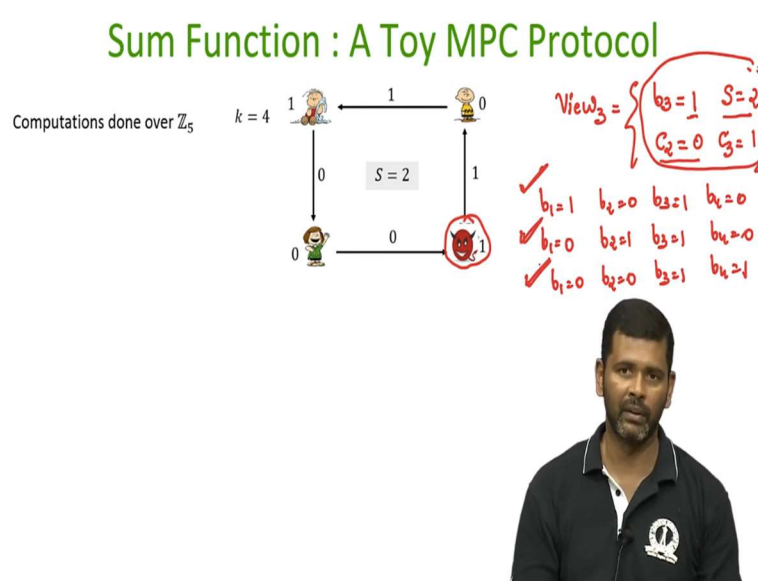 Sum Function : A Toy MPC Protocol
Computations done over ℤ₅
k = 4
1
1
0
0
S = 2
1
0
0
1
View₃ = { b₃=1 S=2
C₂=0 C₃=1
b₁=1 b₂=0 b₃=1 b₄=0
b₁=0 b₂=1 b₃=1 b₄=0
b₁=0 b₂=0 b₃=1 b₄=1